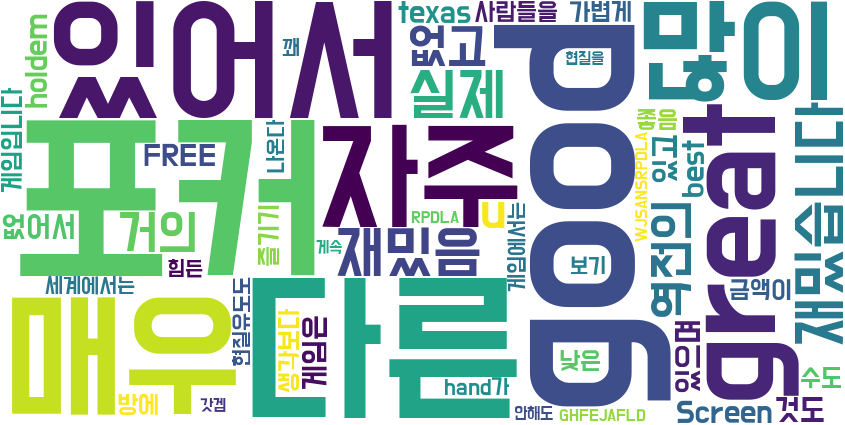 있어서
good
많이
great
포커
자주
매우
다른
texas
사람들을
가볍게
holdem
꽤
없고
현질을
실제
좋음
게임입니다
FREE
나온다
best
있고
WJSANSRPDLA
재밌습니다
없어서
거의
즐기기
RPDLA
u
게임에서는
역전의
힘든
게속
재밌음
보기
세계에서는
현질유도도
금액이
생각보다
게임은
낮은
있으며
수도
방에
갓겜
hand가
안해도
GHFEJAFLD
Screen
것도